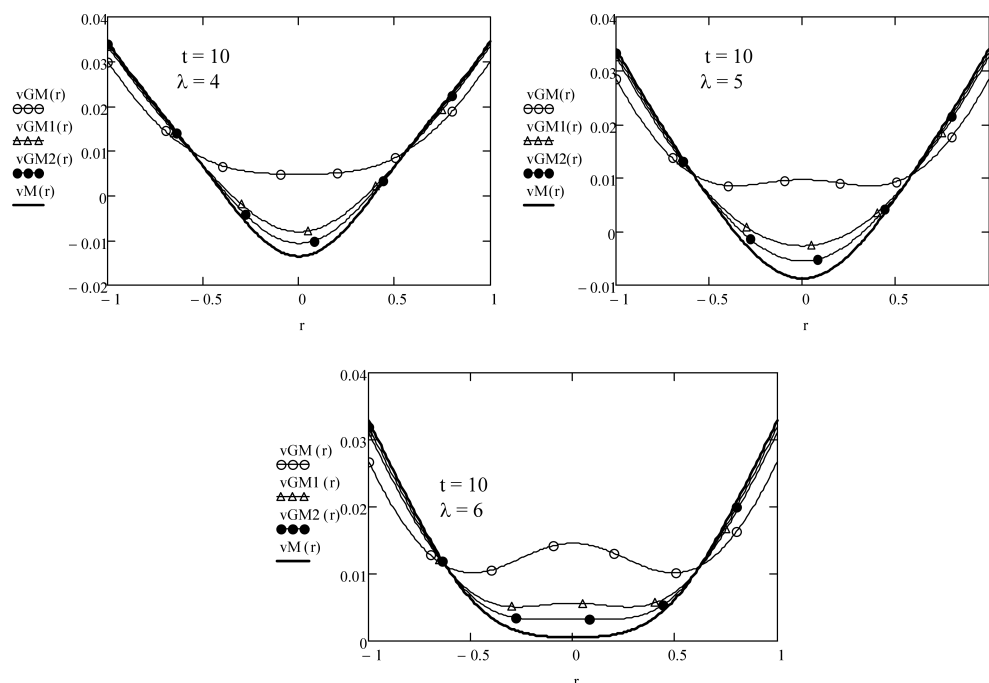 0.04
0.03
0.02
0.01
0
− 0.01
− 0.02
− 1
− 0.5
0
0.5
1
r
t = 10
λ = 4
vGM(r)
vGM1(r)
vGM2(r)
vM(r)
0.04
0.03
0.02
0.01
0
− 0.01
− 1
− 0.5
0
0.5
r
t = 10
λ = 5
vGM(r)
vGM1(r)
vGM2(r)
vM(r)
0.04
0.03
0.02
0.01
0
− 1
− 0.5
0
0.5
1
r
t = 10
λ = 6
vGM (r)
vGM1 (r)
vGM2 (r)
vM (r)